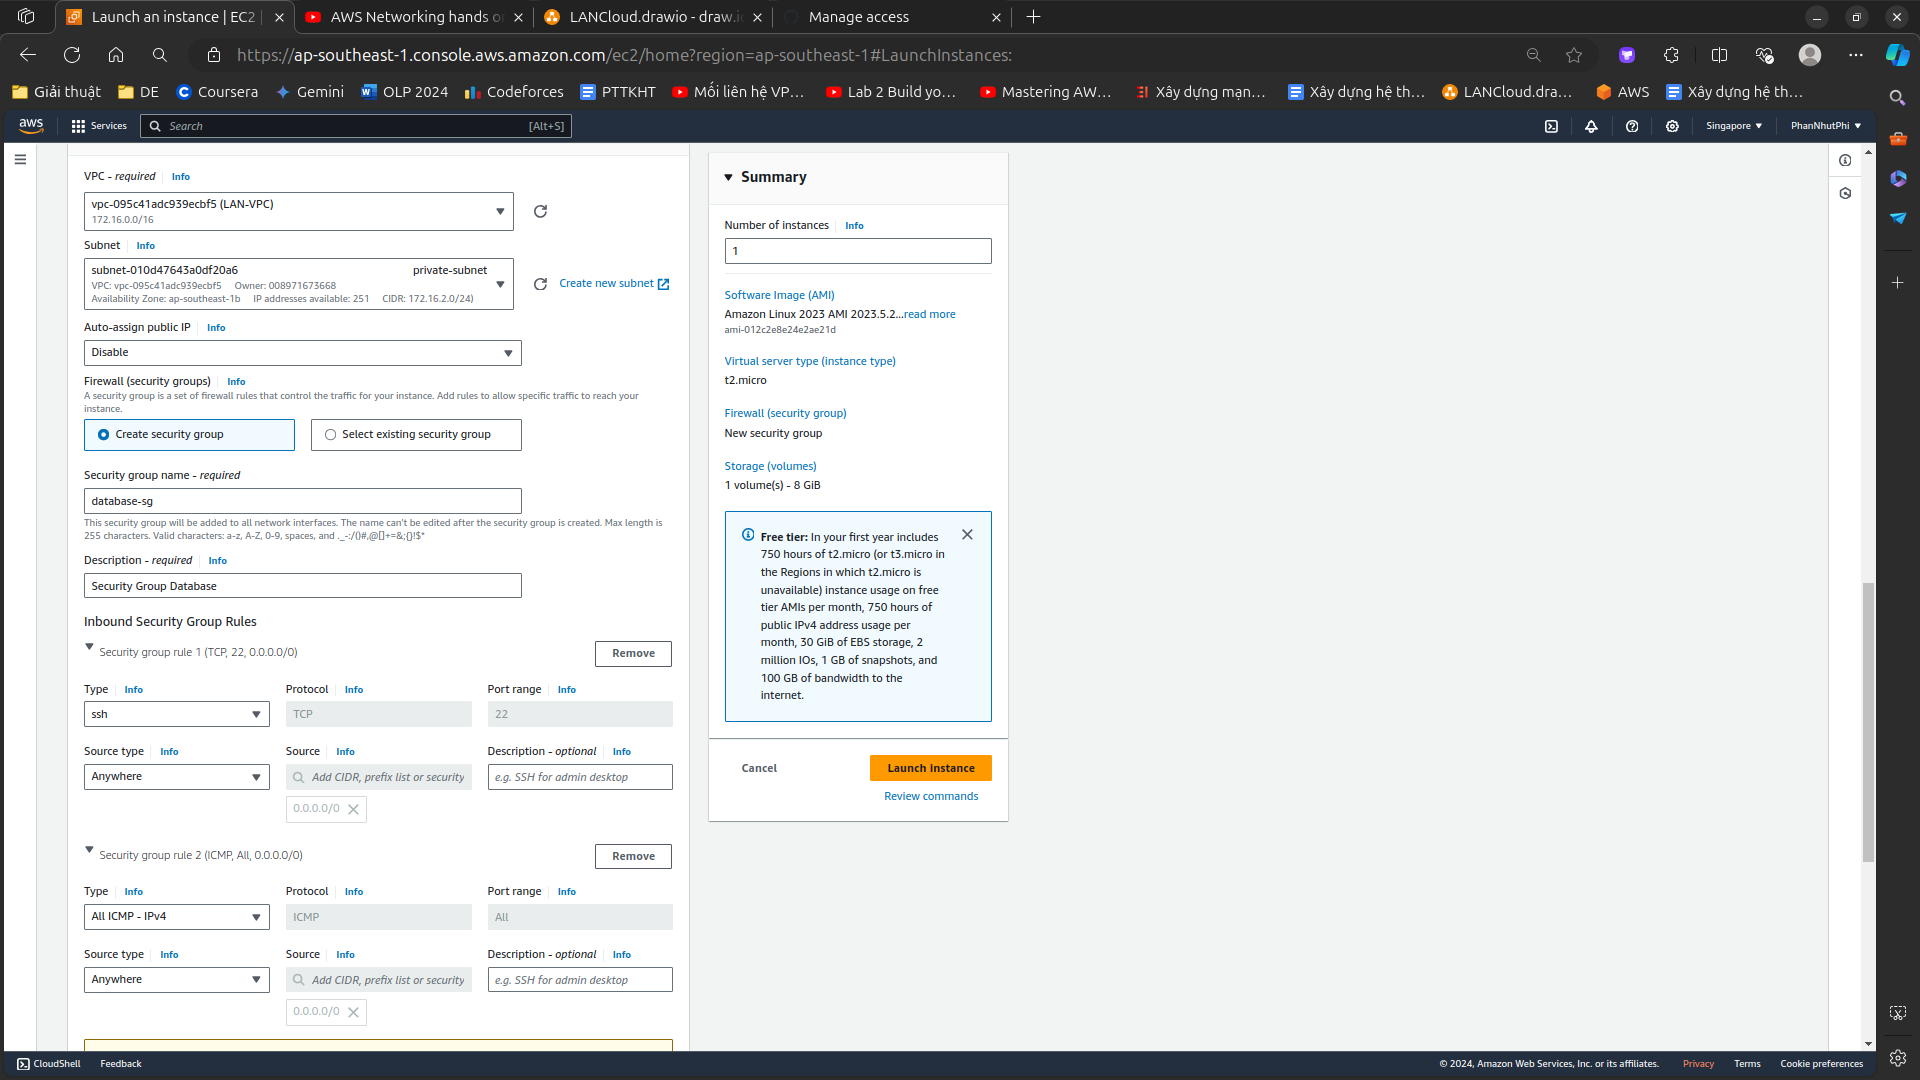 Launch an instance | EC2
AWS Networking hands o
LANCloud.drawio - draw.i
Manage access
https://ap-southeast-1.console.aws.amazon.com/ec2/home?region=ap-southeast-1#LaunchInstances:
Giải thuật
DE
Coursera
Gemini
OLP 2024
Codeforces
PTTKHT
Mối liên hệ VP...
Lab 2 Build yo...
Mastering AW...
Xây dựng mạn...
Xây dựng hệ th...
LANCloud.dra...
AWS
Xây dựng hệ th...
aws
Services
Search
[Alt+S]
Singapore
PhanNhutPhi
VPC - required Info
vpc-095c41adc939ecbf5 (LAN-VPC)
172.16.0.0/16
Subnet Info
subnet-010d47643a0df20a6 private-subnet
VPC: vpc-095c41adc939ecbf5 Owner: 008971673668
Availability Zone: ap-southeast-1b IP addresses available: 251 CIDR: 172.16.2.0/24)
Create new subnet
Auto-assign public IP Info
Disable
Firewall (security groups) Info
A security group is a set of firewall rules that control the traffic for your instance. Add rules to allow specific traffic to reach your
instance.
Create security group
Select existing security group
Security group name - required
database-sg
This security group will be added to all network interfaces. The name can't be edited after the security group is created. Max length is
255 characters. Valid characters: a-z, A-Z, 0-9, spaces, and ._-:/()#,@[]+=&;{}!$*
Description - required Info
Security Group Database
Inbound Security Group Rules
Security group rule 1 (TCP, 22, 0.0.0.0/0)
Remove
Type Info Protocol Info Port range Info
ssh TCP 22
Source type Info Source Info Description - optional Info
Anywhere Add CIDR, prefix list or security e.g. SSH for admin desktop
0.0.0.0/0
Security group rule 2 (ICMP, All, 0.0.0.0/0)
Remove
Type Info Protocol Info Port range Info
All ICMP - IPv4 ICMP All
Source type Info Source Info Description - optional Info
Anywhere Add CIDR, prefix list or security e.g. SSH for admin desktop
0.0.0.0/0
Summary
Number of instances Info
1
Software Image (AMI)
Amazon Linux 2023 AMI 2023.5.2...read more
ami-012c2e8e24e2ae21d
Virtual server type (instance type)
t2.micro
Firewall (security group)
New security group
Storage (volumes)
1 volume(s) - 8 GiB
Free tier: In your first year includes
750 hours of t2.micro (or t3.micro in
the Regions in which t2.micro is
unavailable) instance usage on free
tier AMIs per month, 750 hours of
public IPv4 address usage per
month, 30 GiB of EBS storage, 2
million IOs, 1 GB of snapshots, and
100 GB of bandwidth to the
internet.
Cancel
Launch instance
Review commands
CloudShell
Feedback
© 2024, Amazon Web Services, Inc. or its affiliates.
Privacy
Terms
Cookie preferences